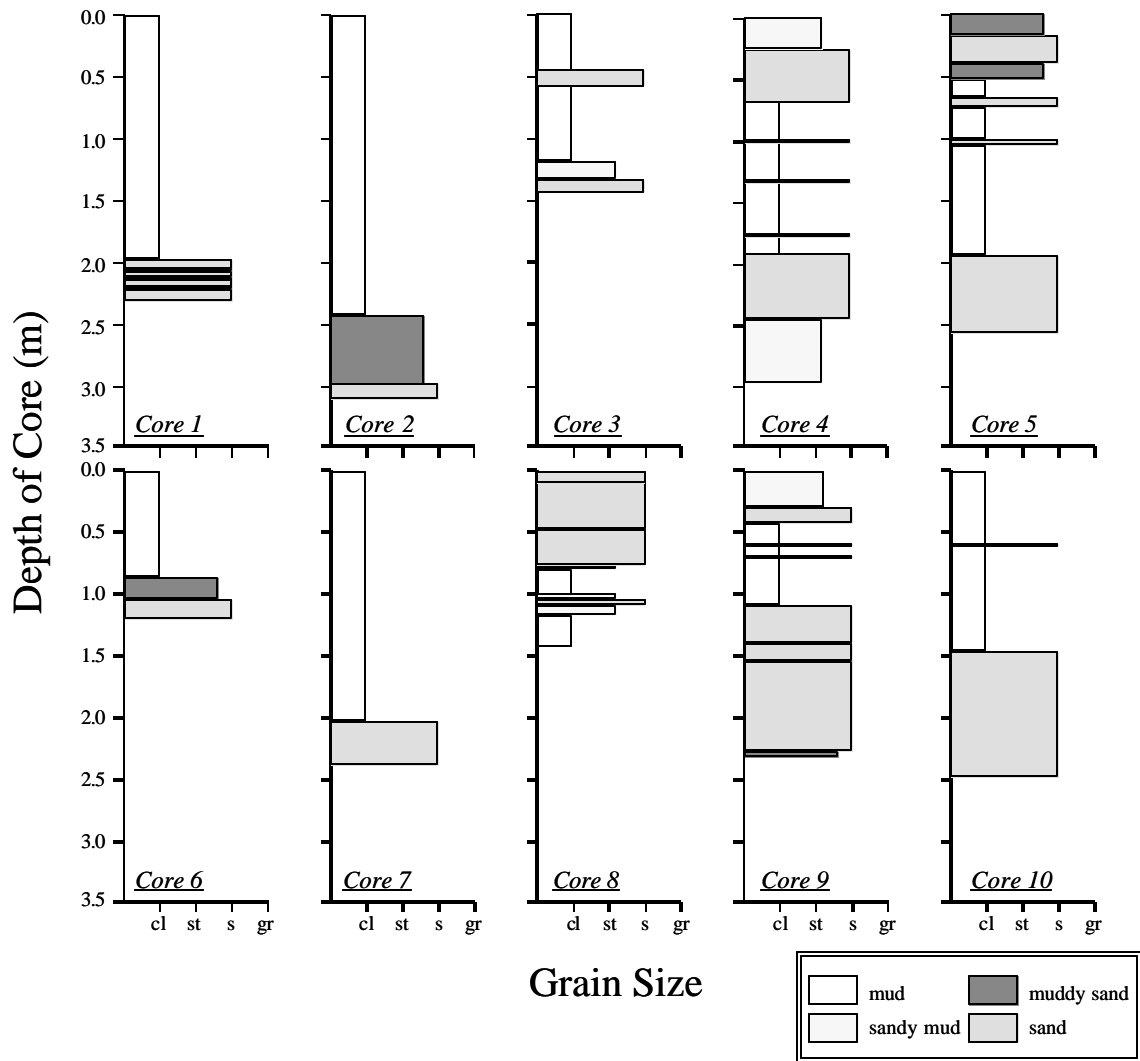 Depth of Core (m)
0.0
0.5
1.0
1.5
2.0
2.5
3.0
3.5
Core 1
Core 2
Core 3
Core 4
Core 5
0.0
0.5
1.0
1.5
2.0
2.5
3.0
3.5
Core 6
Core 7
Core 8
Core 9
Core 10
cl st s gr
cl st s gr
cl st s gr
cl st s gr
cl st s gr
Grain Size
mud
muddy sand
sandy mud
sand